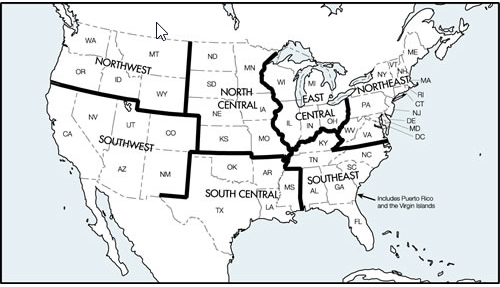 WA
MT
ND
MN
ME
NORTHWEST
VT
NH
OR
ID
SD
WI
MI
NY
MA
WY
NORTH
CENTRAL
EAST
CENTRAL
NORTHEAST
RI
CT
NE
IA
PA
NJ
NV
UT
CO
IL
IN
OH
DE
MD
DC
CA
SOUTHWEST
KS
MO
KY
WV
VA
AZ
NM
OK
AR
TN
NC
SC
SOUTH CENTRAL
MS
SOUTHEAST
AL
GA
TX
LA
FL
Includes Puerto Rico
and the Virgin Islands